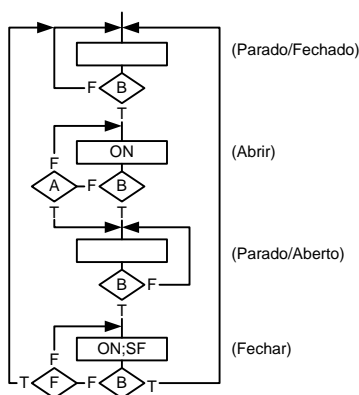 (Parado/Fechado)
F B
T
F
ON (Abrir)
A F B
T T
(Parado/Aberto)
B F
T
F
ON;SF (Fechar)
T F F B T